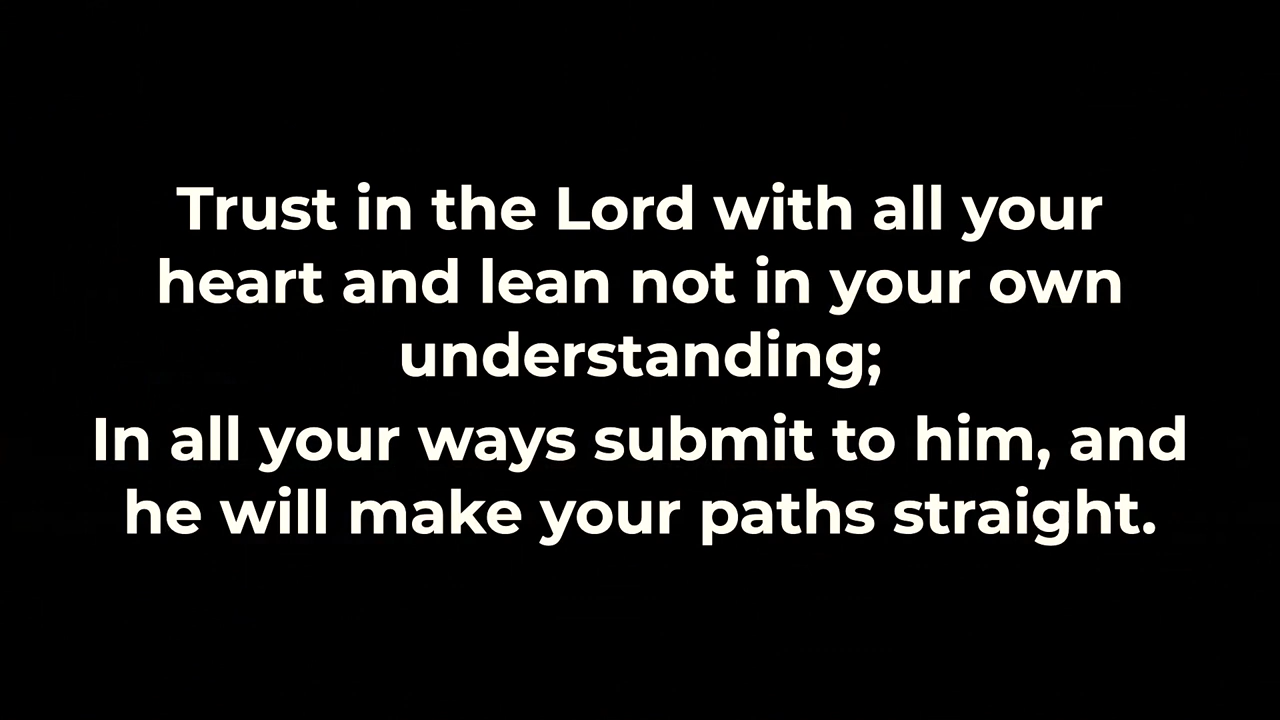 Trust in the Lord with all your
heart and lean not in your own
understanding;
In all your ways submit to him, and
he will make your paths straight.